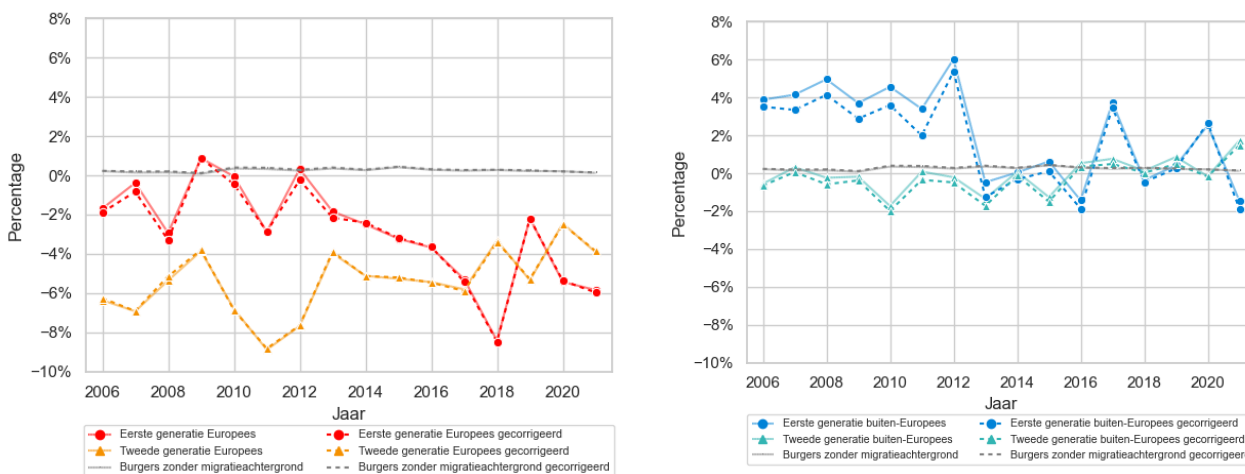 8%
6%
4%
2%
0%
−2%
−4%
−6%
−8%
−10%
Percentage
2006 2008 2010 2012 2014 2016 2018 2020
Jaar
Eerste generatie Europees Eerste generatie Europees gecorrigeerd
Tweede generatie Europees Tweede generatie Europees gecorrigeerd
Burgers zonder migratieachtergrond Burgers zonder migratieachtergrond gecorrigeerd
8%
6%
4%
2%
0%
−2%
−4%
−6%
−8%
−10%
Percentage
2006 2008 2010 2012 2014 2016 2018 2020
Jaar
Eerste generatie buiten-Europees Eerste generatie buiten-Europees gecorrigeerd
Tweede generatie buiten-Europees Tweede generatie buiten-Europees gecorrigeerd
Burgers zonder migratieachtergrond Burgers zonder migratieachtergrond gecorrigeerd